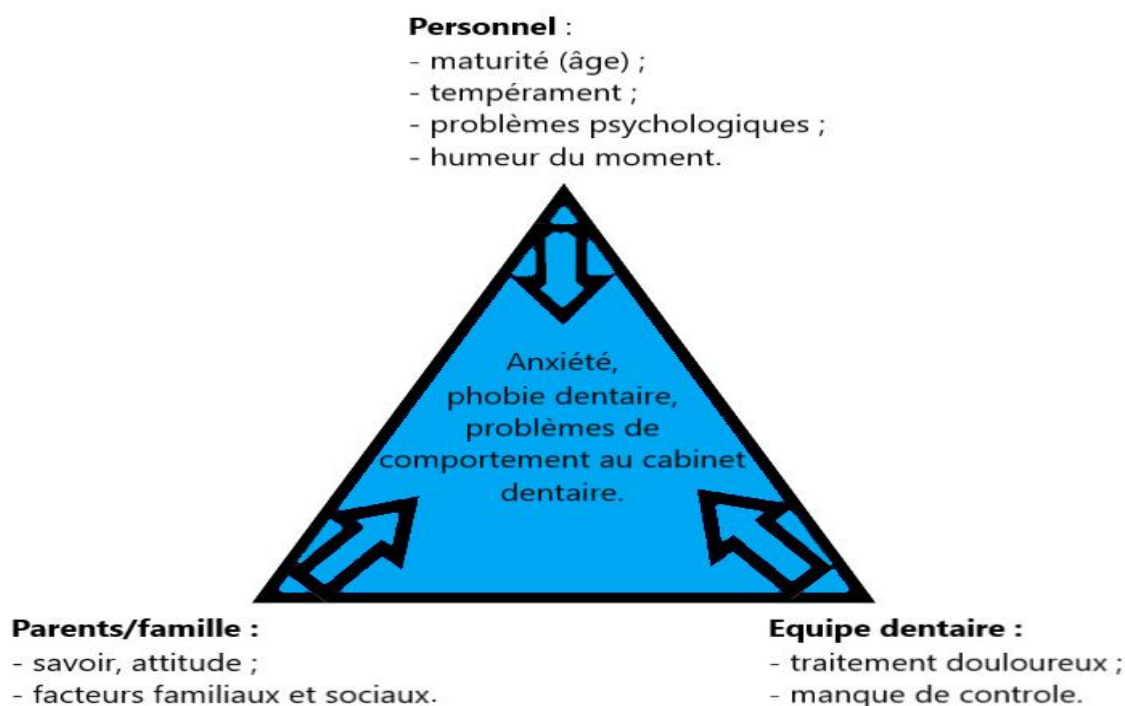 Personnel :
- maturité (âge) ;
- tempérament ;
- problèmes psychologiques ;
- humeur du moment.
Anxiété,
phobie dentaire,
problèmes de
comportement au cabinet
dentaire.
Parents/famille :
- savoir, attitude ;
- facteurs familiaux et sociaux.
Equipe dentaire :
- traitement douloureux ;
- manque de controle.